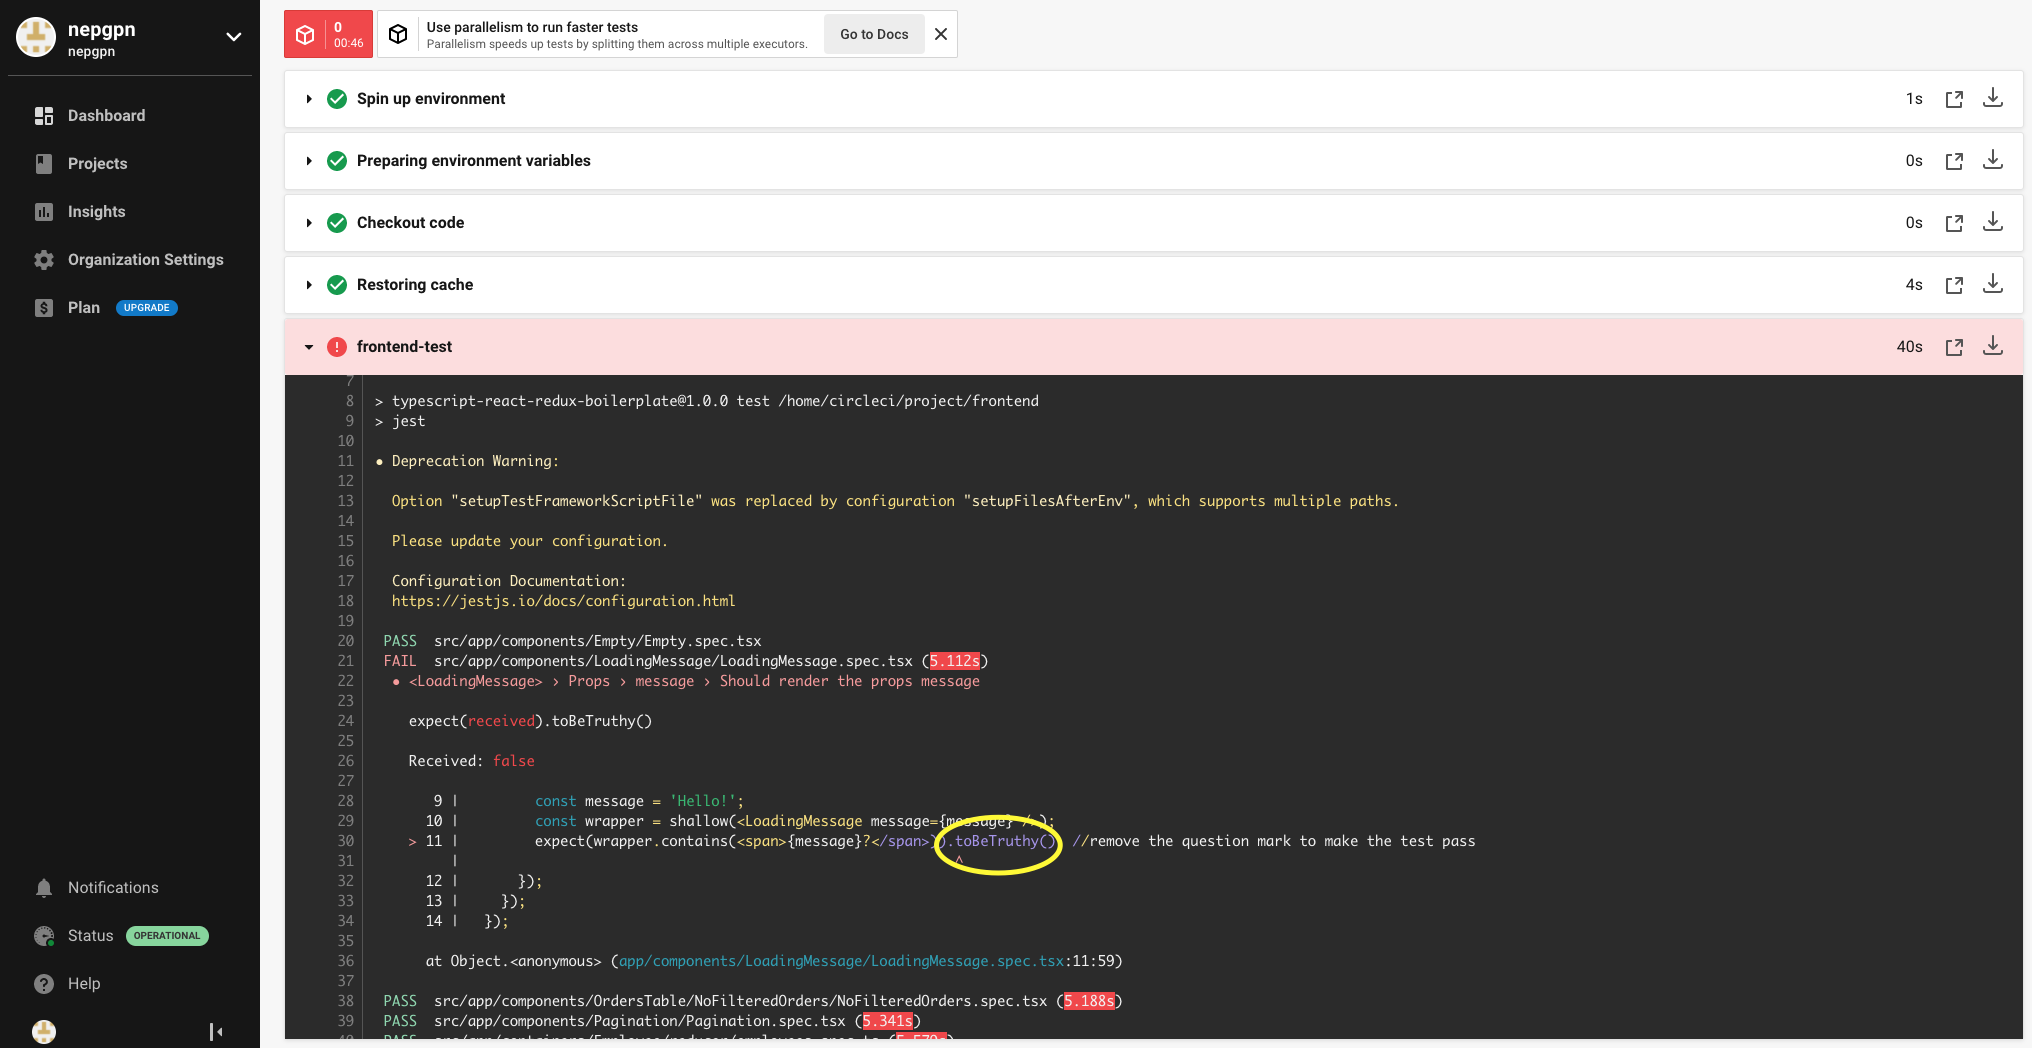 nepgpn
nepgpn
Dashboard
Projects
Insights
Organization Settings
Plan UPGRADE
Notifications
Status OPERATIONAL
Help
0
00:46
Use parallelism to run faster tests
Parallelism speeds up tests by splitting them across multiple executors.
Go to Docs
Spin up environment 1s
Preparing environment variables 0s
Checkout code 0s
Restoring cache 4s
frontend-test 40s
7
8 > typescript-react-redux-boilerplate@1.0.0 test /home/circleci/project/frontend
9 > jest
10
11 ● Deprecation Warning:
12
13 Option "setupTestFrameworkScriptFile" was replaced by configuration "setupFilesAfterEnv", which supports multiple paths.
14
15 Please update your configuration.
16
17 Configuration Documentation:
18 https://jestjs.io/docs/configuration.html
19
20 PASS src/app/components/Empty/Empty.spec.tsx
21 FAIL src/app/components/LoadingMessage/LoadingMessage.spec.tsx (5.112s)
22 ● <LoadingMessage> › Props › message › Should render the props message
23
24 expect(received).toBeTruthy()
25
26 Received: false
27
28 9 | const message = 'Hello!';
29 10 | const wrapper = shallow(<LoadingMessage message={message} />);
30 > 11 | expect(wrapper.contains(<span>{message}?</span>)).toBeTruthy() //remove the question mark to make the test pass
31 | ^
32 12 | });
33 13 | });
34 14 | });
35
36 at Object.<anonymous> (app/components/LoadingMessage/LoadingMessage.spec.tsx:11:59)
37
38 PASS src/app/components/OrdersTable/NoFilteredOrders/NoFilteredOrders.spec.tsx (5.188s)
39 PASS src/app/components/Pagination/Pagination.spec.tsx (5.341s)